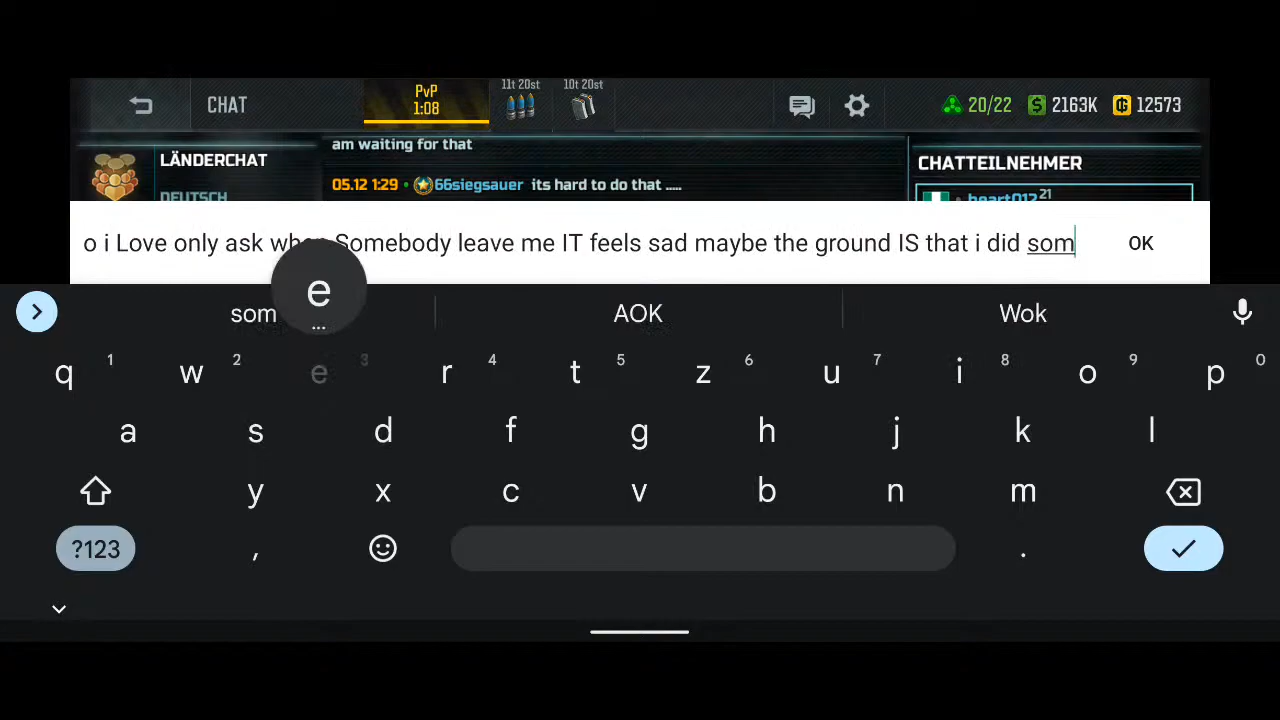 11t 20st
10t 20st
PvP
1:08
CHAT
20/22
2163K
12573
am waiting for that
LÄNDERCHAT
CHATTEILNEHMER
05.12 1:29 • 66siegsauer its hard to do that .....
DEUTSCH
heart012 21
o i Love only ask when Somebody leave me IT feels sad maybe the ground IS that i did som
OK
e
...
som
AOK
Wok
q 1 w 2 e 3 r 4 t 5 z 6 u 7 i 8 o 9 p 0
a s d f g h j k l
y x c v b n m
?123 , .